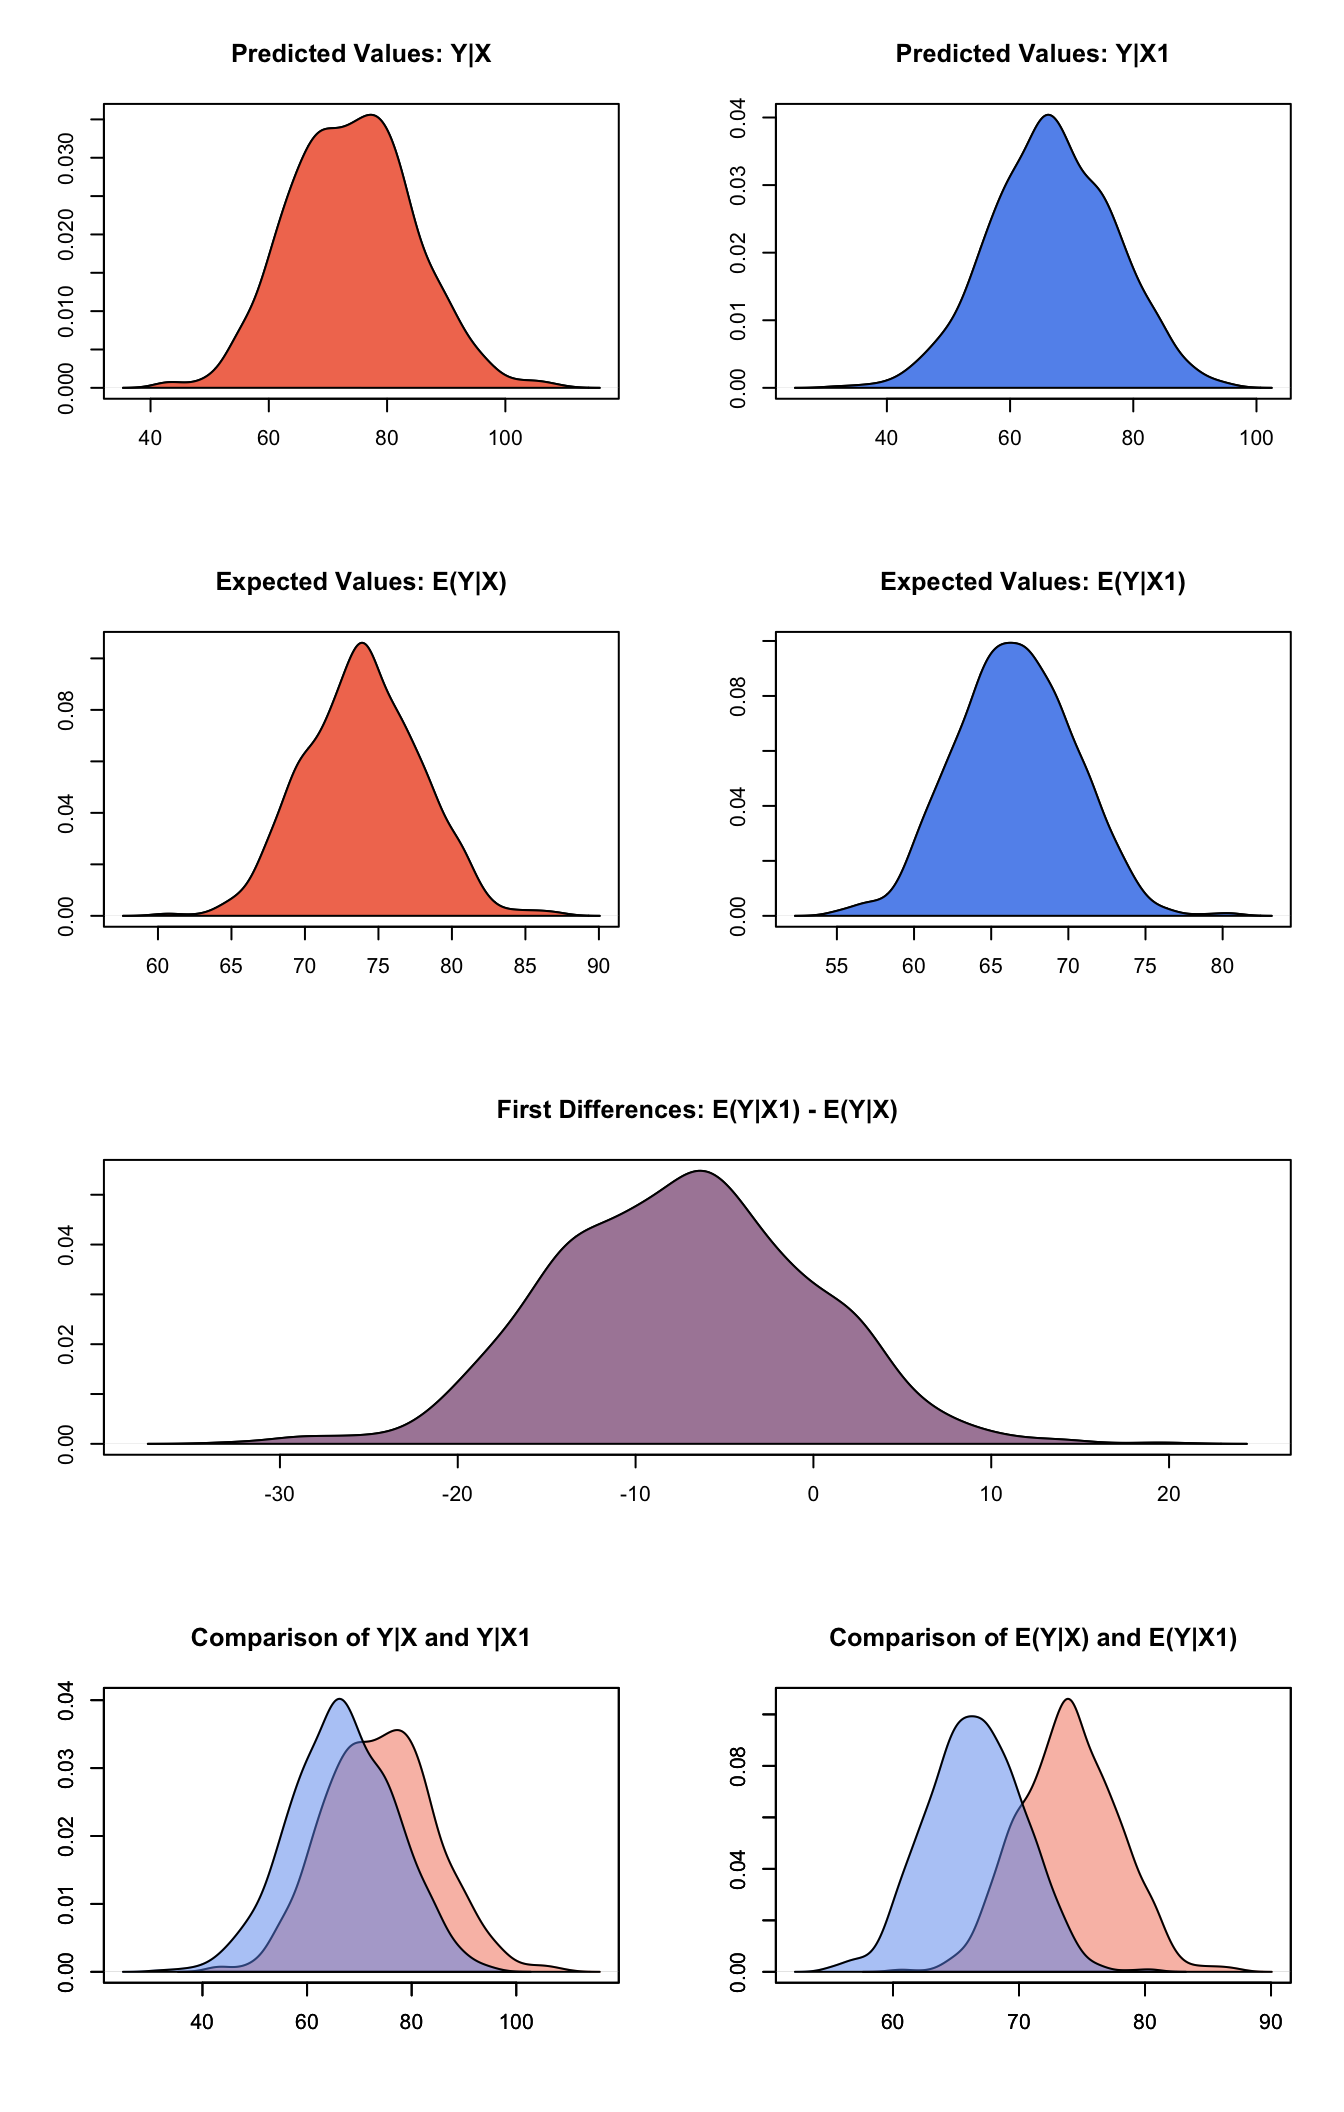 Predicted Values: Y|X
0.000 0.010 0.020 0.030
40 60 80 100
Predicted Values: Y|X1
0.00 0.01 0.02 0.03 0.04
40 60 80 100
Expected Values: E(Y|X)
0.00 0.04 0.08
60 65 70 75 80 85 90
Expected Values: E(Y|X1)
0.00 0.04 0.08
55 60 65 70 75 80
First Differences: E(Y|X1) - E(Y|X)
0.00 0.02 0.04
-30 -20 -10 0 10 20
Comparison of Y|X and Y|X1
0.00 0.01 0.02 0.03 0.04
40 60 80 100
Comparison of E(Y|X) and E(Y|X1)
0.00 0.04 0.08
60 70 80 90